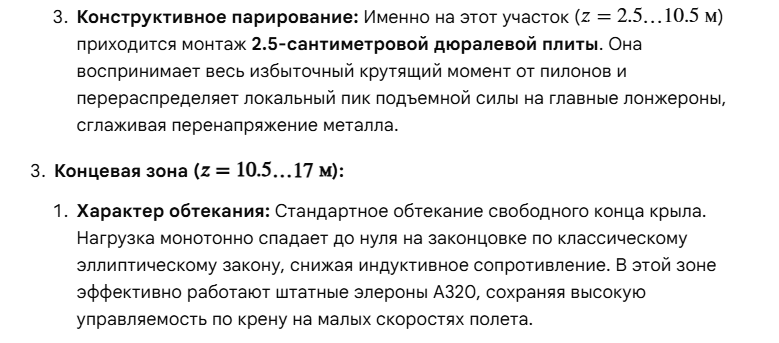 3. Конструктивное парирование: Именно на этот участок (z = 2.5…10.5 м)
приходится монтаж 2.5-сантиметровой дюралевой плиты. Она
воспринимает весь избыточный крутящий момент от пилонов и
перераспределяет локальный пик подъемной силы на главные лонжероны,
сглаживая перенапряжение металла.
3. Концевая зона (z = 10.5…17 м):
1. Характер обтекания: Стандартное обтекание свободного конца крыла.
Нагрузка монотонно спадает до нуля на законцовке по классическому
эллиптическому закону, снижая индуктивное сопротивление. В этой зоне
эффективно работают штатные элероны А320, сохраняя высокую
управляемость по крену на малых скоростях полета.